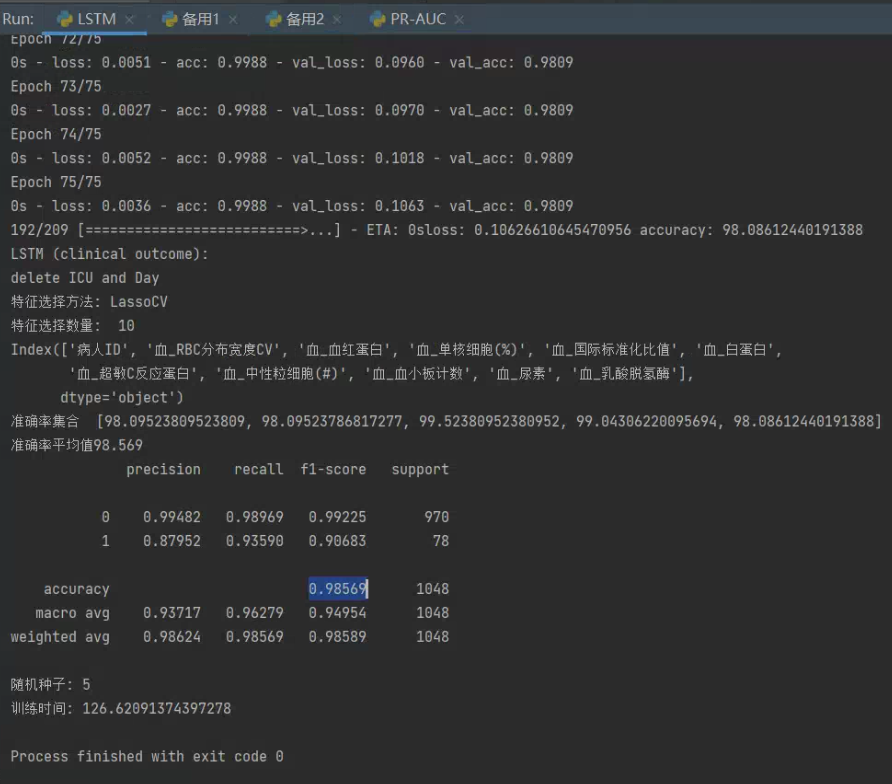 Run: LSTM × 备用1 × 备用2 × PR-AUC ×
Epoch 72/75
0s - loss: 0.0051 - acc: 0.9988 - val_loss: 0.0960 - val_acc: 0.9809
Epoch 73/75
0s - loss: 0.0027 - acc: 0.9988 - val_loss: 0.0970 - val_acc: 0.9809
Epoch 74/75
0s - loss: 0.0052 - acc: 0.9988 - val_loss: 0.1018 - val_acc: 0.9809
Epoch 75/75
0s - loss: 0.0036 - acc: 0.9988 - val_loss: 0.1063 - val_acc: 0.9809
192/209 [==========================>...] - ETA: 0sloss: 0.10626610645470956 accuracy: 98.08612440191388
LSTM (clinical outcome):
delete ICU and Day
特征选择方法: LassoCV
特征选择数量: 10
Index(['病人ID', '血_RBC分布宽度CV', '血_血红蛋白', '血_单核细胞(%)', '血_国际标准化比值', '血_白蛋白',
'血_超敏C反应蛋白', '血_中性粒细胞(#)', '血_血小板计数', '血_尿素', '血_乳酸脱氢酶'],
dtype='object')
准确率集合 [98.09523809523809, 98.09523786817277, 99.52380952380952, 99.04306220095694, 98.08612440191388]
准确率平均值98.569
precision recall f1-score support
0 0.99482 0.98969 0.99225 970
1 0.87952 0.93590 0.90683 78
accuracy 0.98569 1048
macro avg 0.93717 0.96279 0.94954 1048
weighted avg 0.98624 0.98569 0.98589 1048
随机种子: 5
训练时间: 126.62091374397278
Process finished with exit code 0